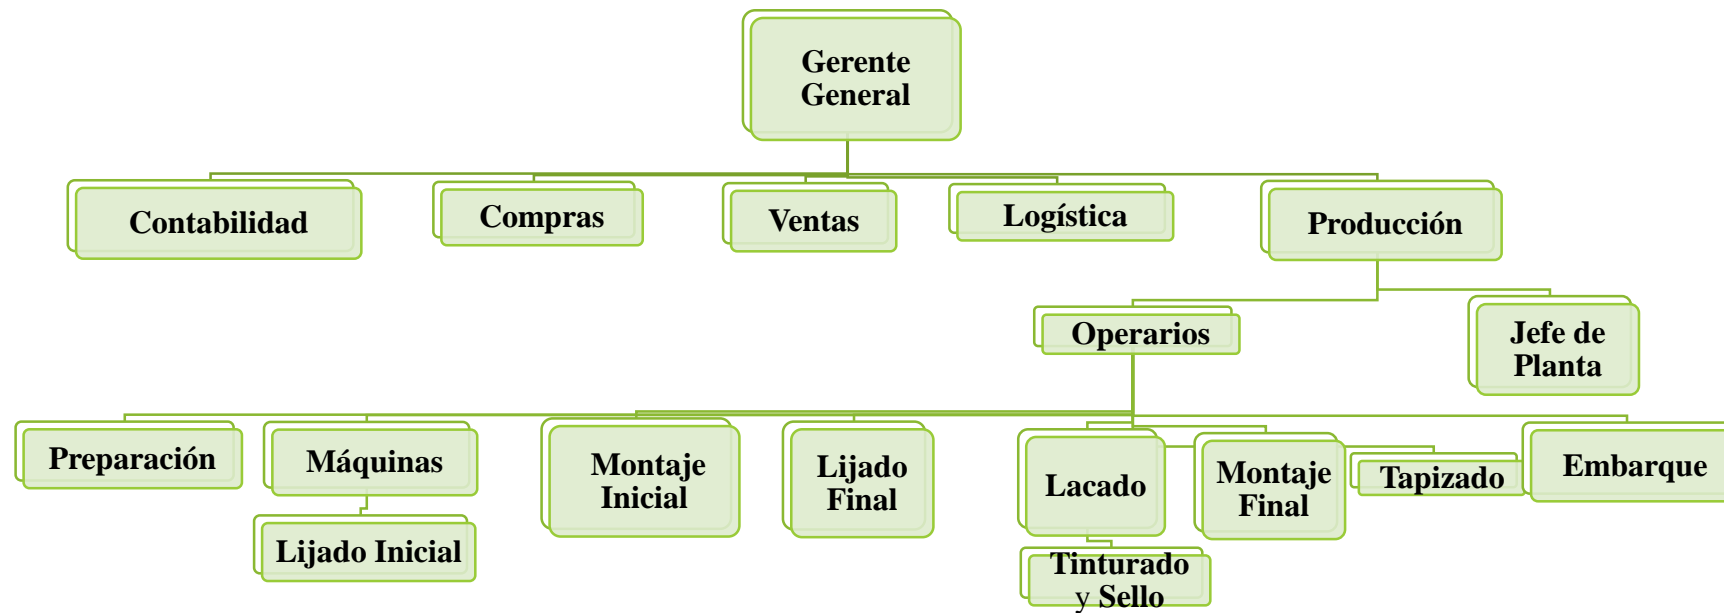 Gerente
General
Contabilidad
Compras
Ventas
Logística
Producción
Operarios
Jefe de
Planta
Preparación
Máquinas
Montaje
Inicial
Lijado
Final
Lacado
Montaje
Final
Tapizado
Embarque
Lijado Inicial
Tinturado
y Sello